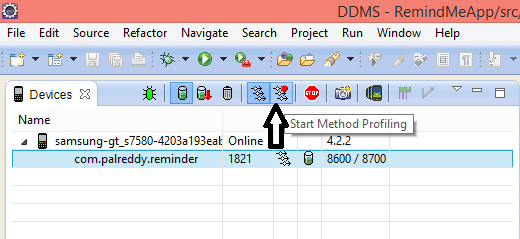 DDMS - RemindMeApp/src,
File Edit Source Refactor Navigate Search Project Run Window Help
Devices
Start Method Profiling
Name
samsung-gt_s7580-4203a193eab Online 4.2.2
com.palreddy.reminder 1821 8600 / 8700
STOP